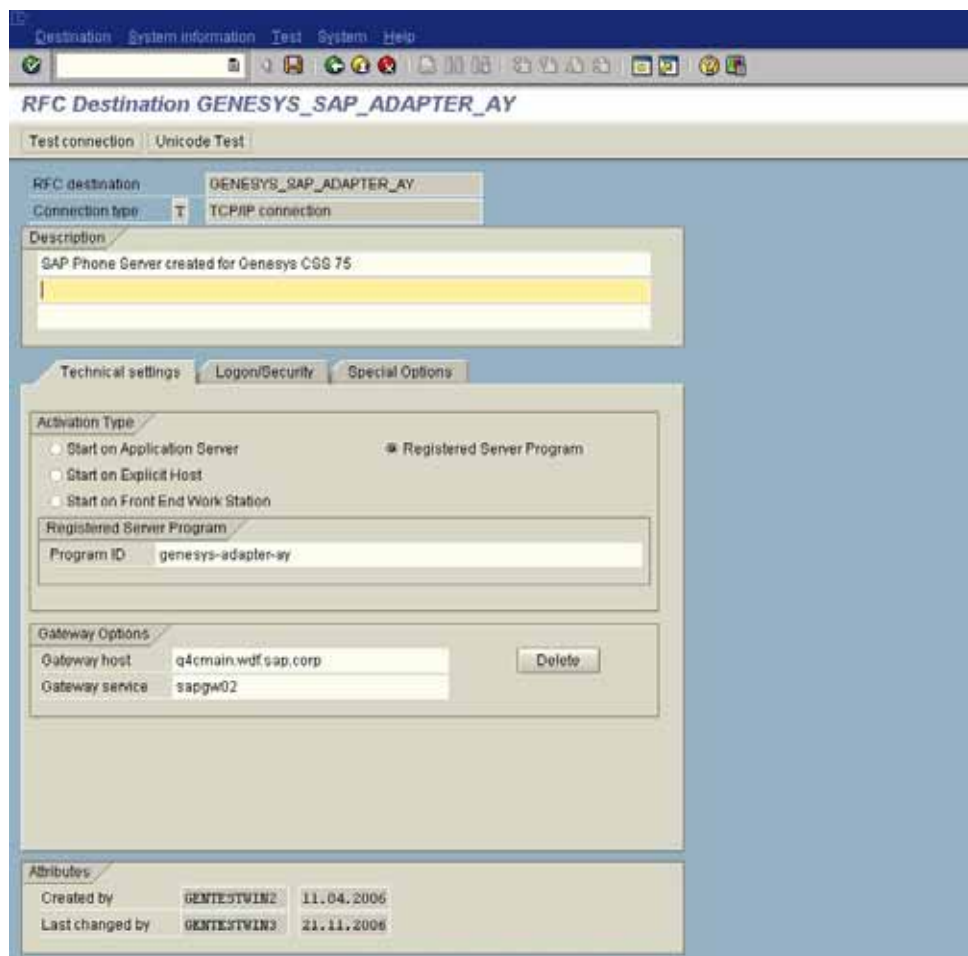 Destination System information Test System Help
RFC Destination GENESYS_SAP_ADAPTER_AY
Test connection Unicode Test
RFC destination GENESYS_SAP_ADAPTER_AY
Connection type T TCP/IP connection
Description
SAP Phone Server created for Genesys CSS 75
Technical settings Logon/Security Special Options
Activation Type
Start on Application Server Registered Server Program
Start on Explicit Host
Start on Front End Work Station
Registered Server Program
Program ID genesys-adapter-ay
Gateway Options
Gateway host q4cmain.wdf.sap.corp Delete
Gateway service sapgw02
Attributes
Created by GENTESTWIN2 11.04.2006
Last changed by GENTESTWIN3 21.11.2006